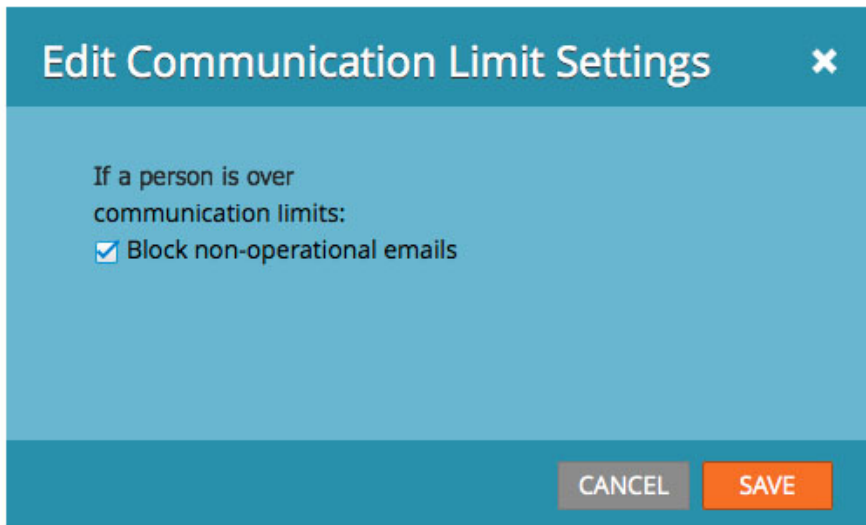 Edit Communication Limit Settings
If a person is over
communication limits:
Block non-operational emails
CANCEL SAVE